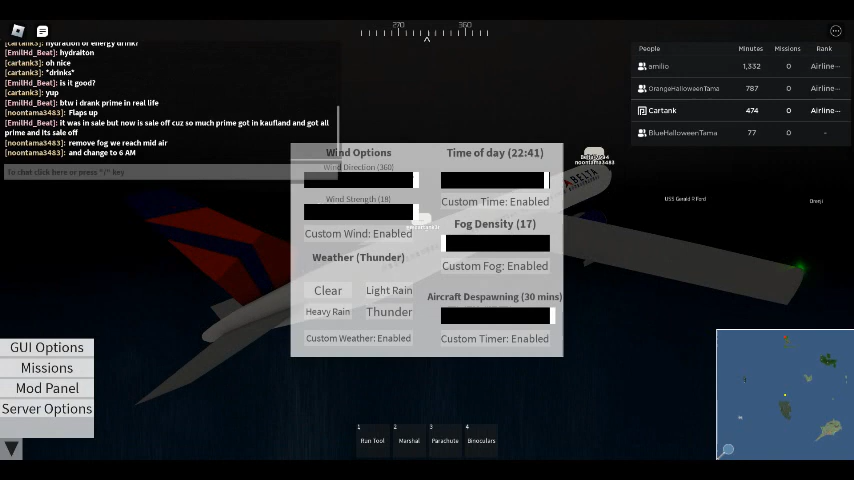 270
360
[cartank3]: hydration or energy drink?
[EmilHd_Beat]: hydraiton
[cartank3]: oh nice
[cartank3]: *drinks*
[EmilHd_Beat]: is it good?
[cartank3]: yup
[EmilHd_Beat]: btw i drank prime in real life
[noontama3483]: Flaps up
[EmilHd_Beat]: it was in sale but now is sale off cuz so much prime got in kaufland and got all
prime and its sale off
[noontama3483]: remove fog we reach mid air
[noontama3483]: and change to 6 AM
To chat click here or press "/" key
People Minutes Missions Rank
amilio 1,332 0 Airline···
OrangeHalloweenTama 787 0 Airline···
Cartank 474 0 Airline···
BlueHalloweenTama 77 0 -
Wind Options
Wind Direction (360)
Wind Strength (18)
Custom Wind: Enabled
Weather (Thunder)
Clear
Light Rain
Heavy Rain
Thunder
Custom Weather: Enabled
Time of day (22:41)
Custom Time: Enabled
Fog Density (17)
Custom Fog: Enabled
Aircraft Despawning (30 mins)
Custom Timer: Enabled
noontama3483
DELTA
USS Garald R Ford
GUI Options
Missions
Mod Panel
Server Options
1 2 3 4
Run Tool Marshal Parachute Binoculars